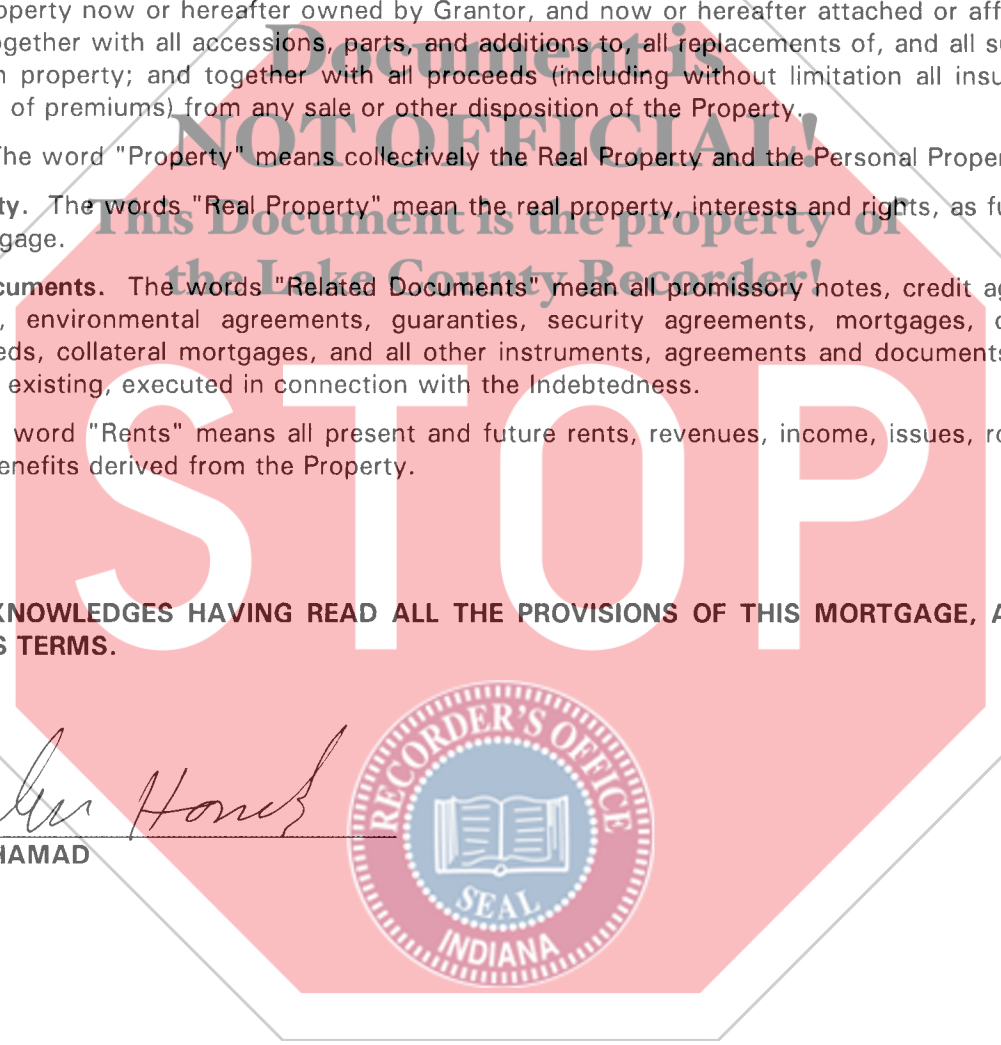 operty now or hereafter owned by Grantor, and now or hereafter attached or aff
ogether with all accessions, parts, and additions to, all replacements of, and all su
h property; and together with all proceeds (including without limitation all insu
of premiums) from any sale or other disposition of the Property.
The word "Property" means collectively the Real Property and the Personal Proper
ty. The words "Real Property" mean the real property, interests and rights, as fu
gage.
cuments. The words "Related Documents" mean all promissory notes, credit ag
, environmental agreements, guaranties, security agreements, mortgages, d
eds, collateral mortgages, and all other instruments, agreements and documents
existing, executed in connection with the Indebtedness.
word "Rents" means all present and future rents, revenues, income, issues, ro
enefits derived from the Property.
KNOWLEDGES HAVING READ ALL THE PROVISIONS OF THIS MORTGAGE, A
S TERMS.
HAMAD
Document is
NOT OFFICIAL!
This Document is the property of
the Lake County Recorder!
STOP
RECORDER'S OFFICE
SEAL
INDIANA